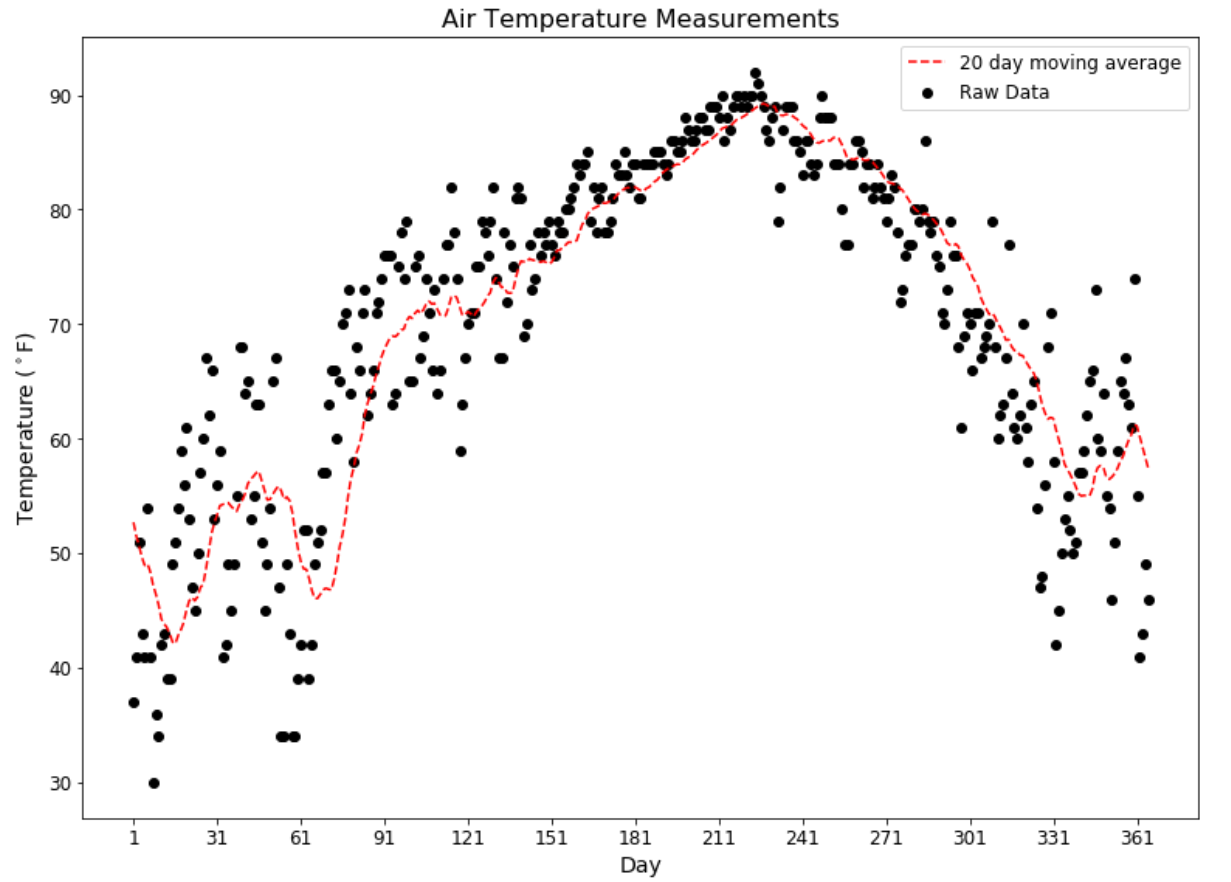 Air Temperature Measurements
20 day moving average
Raw Data
Temperature (°F)
90
80
70
60
50
40
30
1 31 61 91 121 151 181 211 241 271 301 331 361
Day